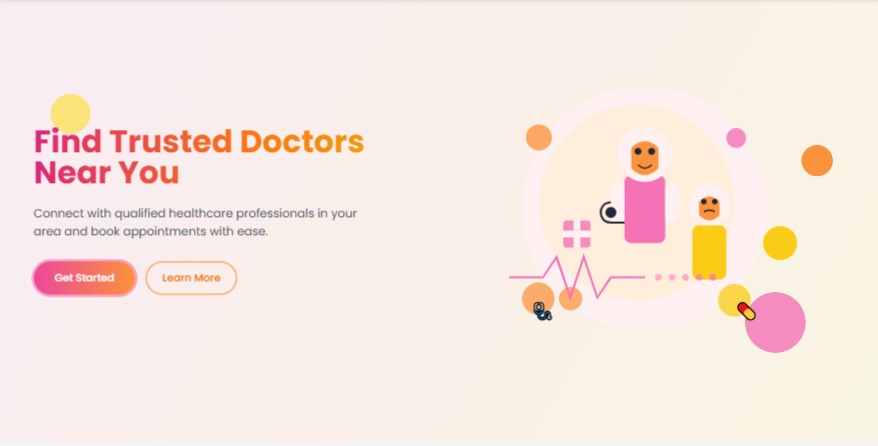 Find Trusted Doctors
Near You
Connect with qualified healthcare professionals in your
area and book appointments with ease.
Get Started
Learn More